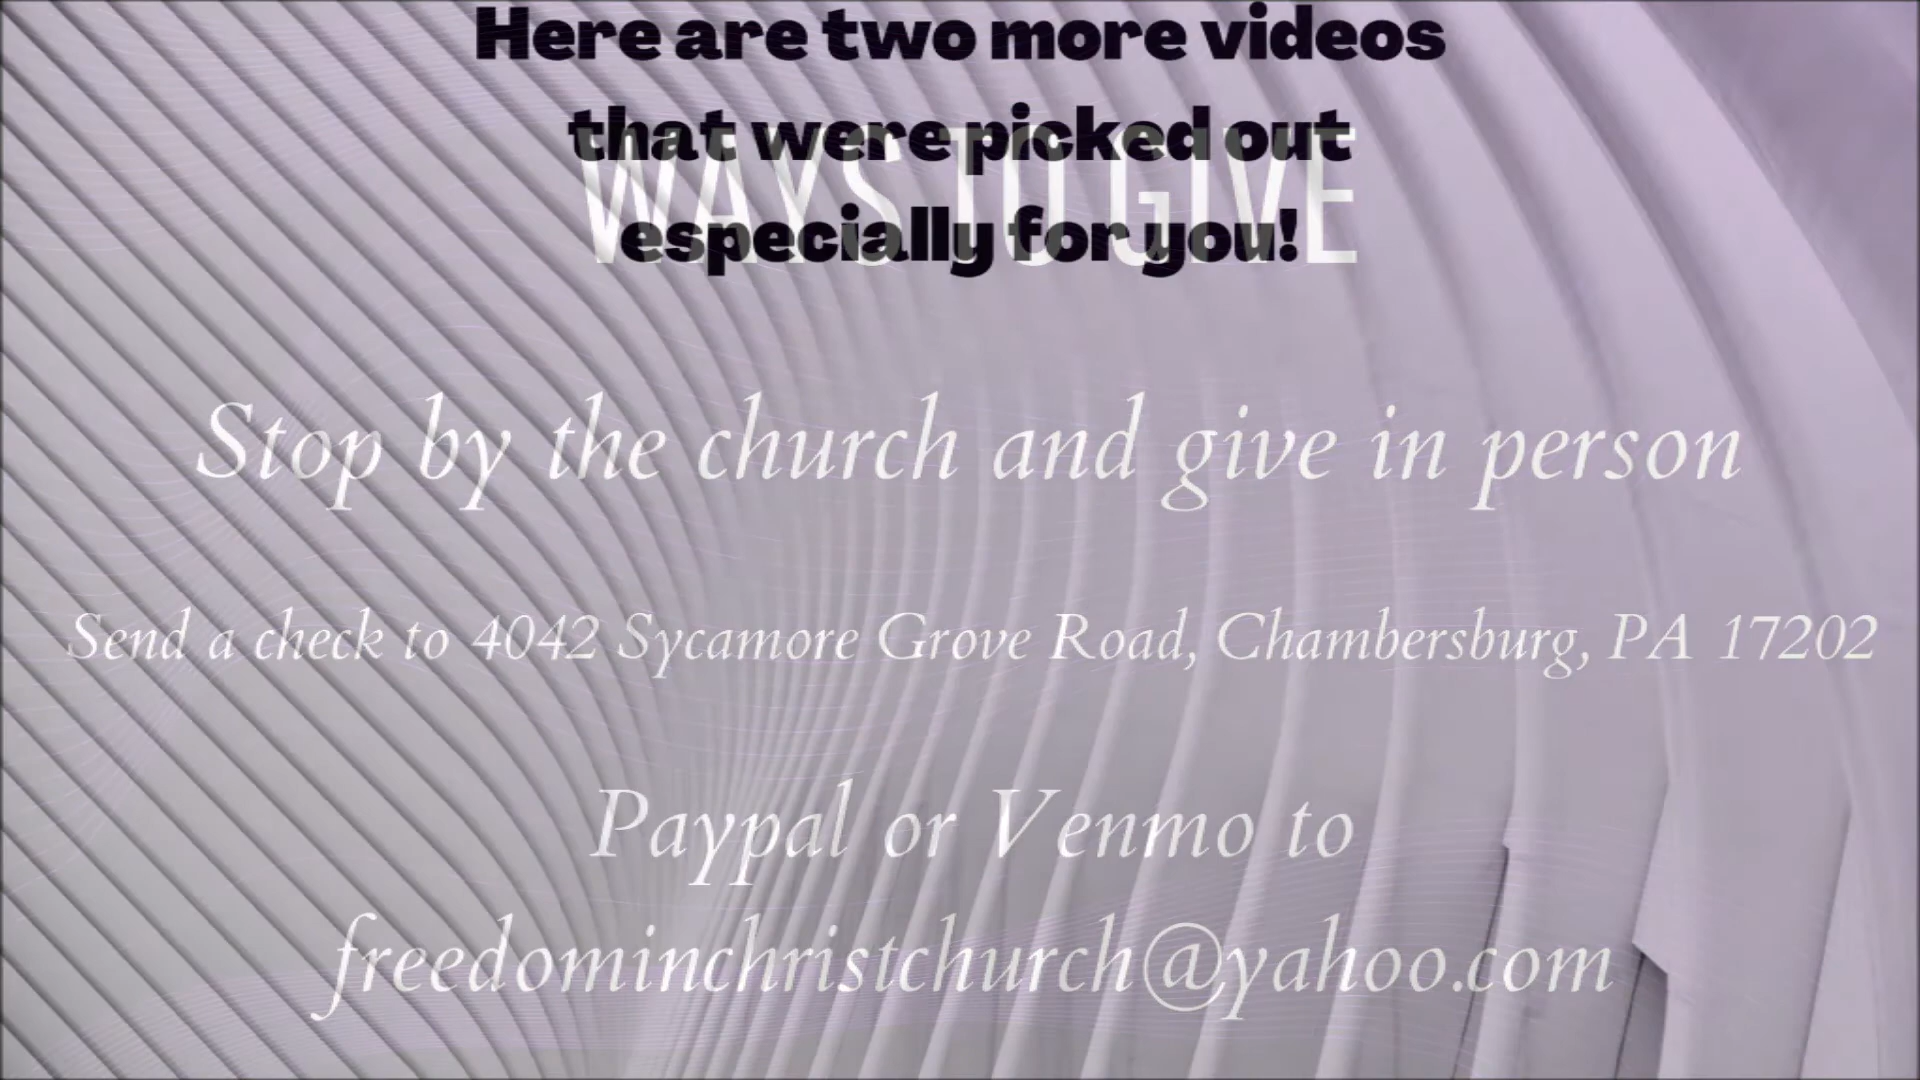 Here are two more videos
that were picked out
WAYS TO GIVE
especially for you!
Stop by the church and give in person
Send a check to 4042 Sycamore Grove Road, Chambersburg, PA 17202
Paypal or Venmo to
freedominchristchurch@yahoo.com